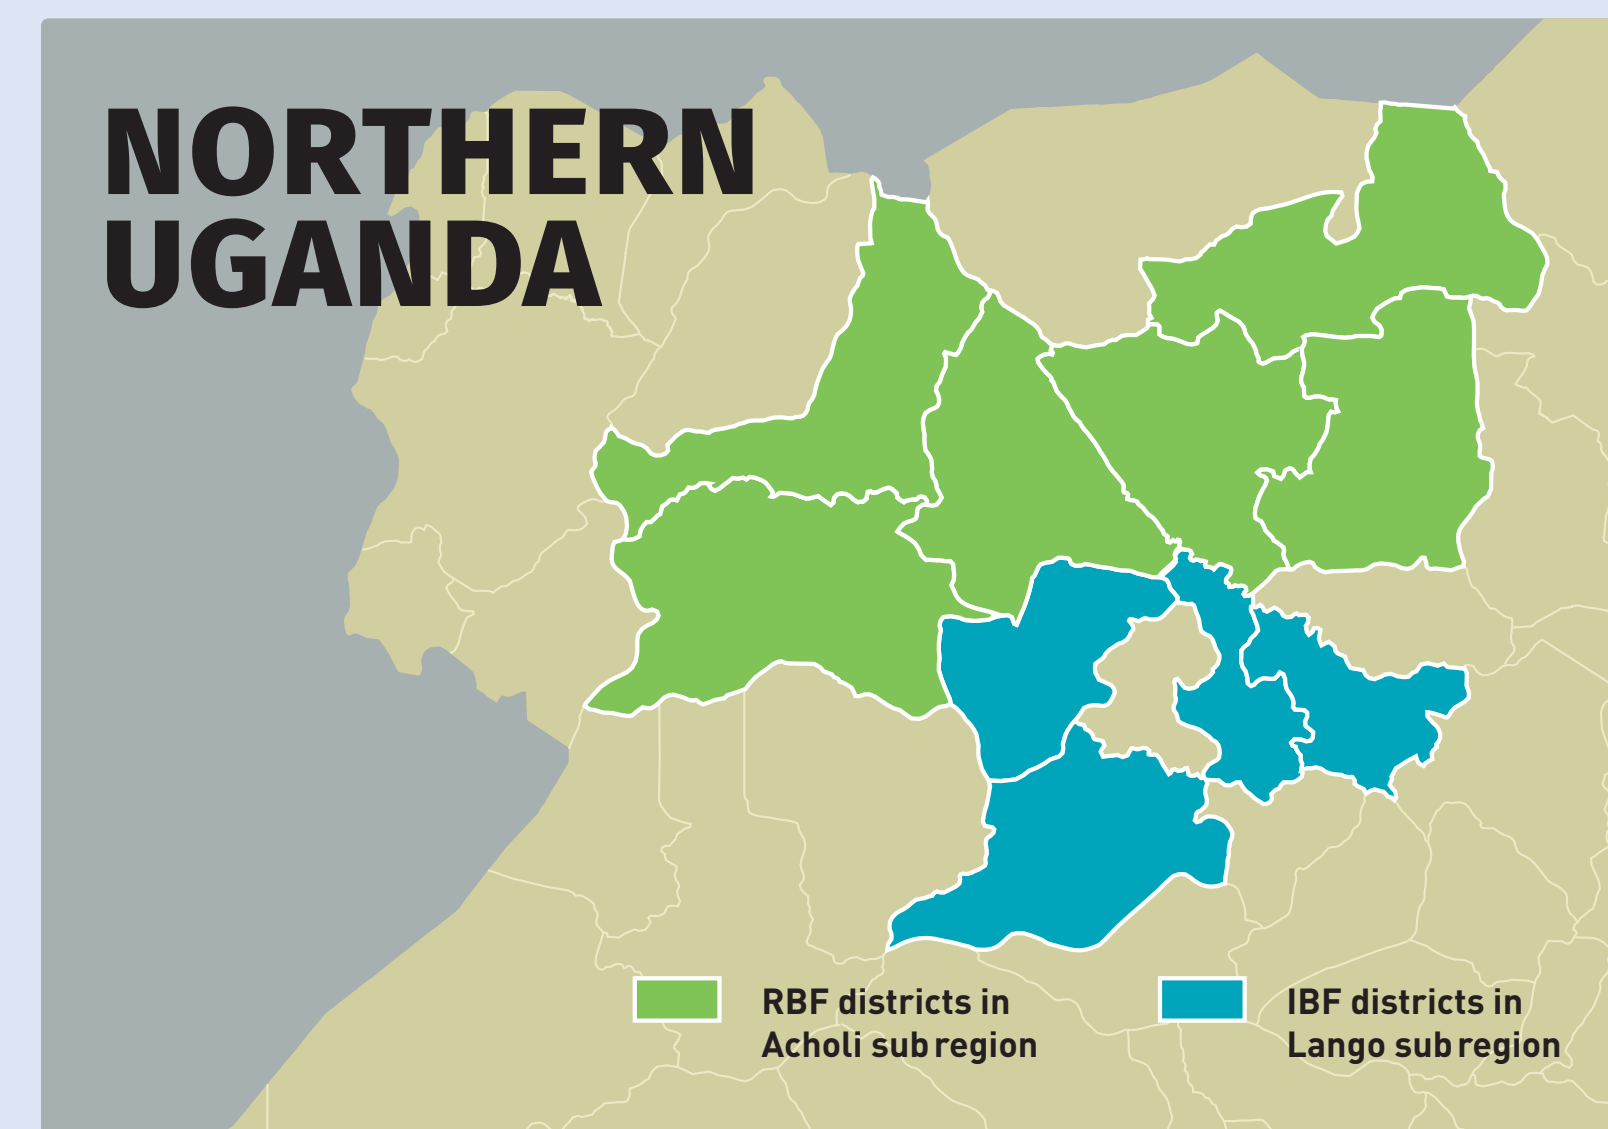 NORTHERN
UGANDA
RBF districts in
Acholi sub region
IBF districts in
Lango sub region